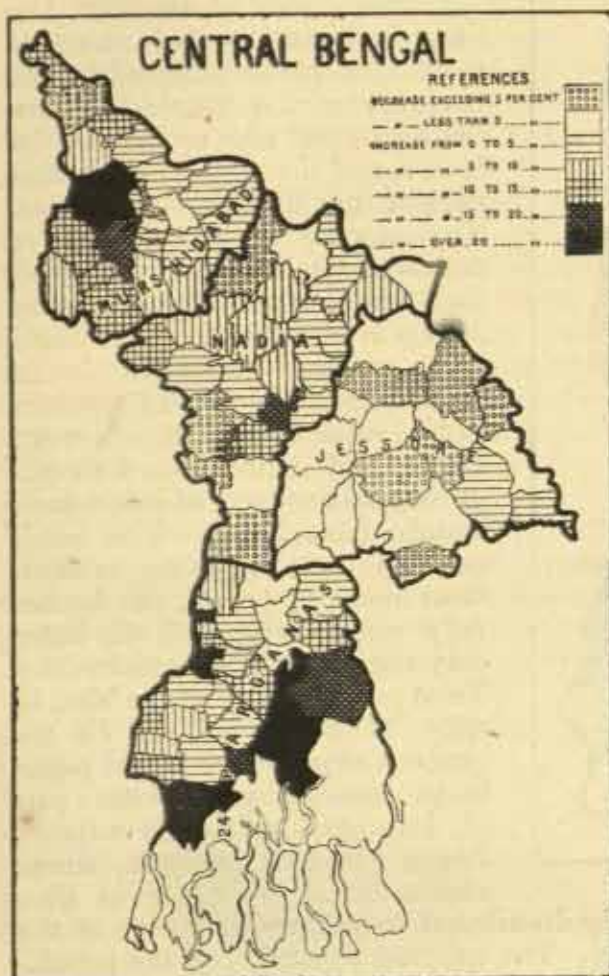 CENTRAL BENGAL
REFERENCES
DECREASE EXCEEDING 5 PER CENT
„ „ LESS THAN 5 „ „
INCREASE FROM 0 TO 5 „ „
„ „ „ 5 TO 10 „
„ „ „ 10 TO 15 „
„ „ „ 15 TO 20 „
„ „ OVER 20 „ „
MURSHIDABAD
NADIA
JESSORE
24 PARGANAS